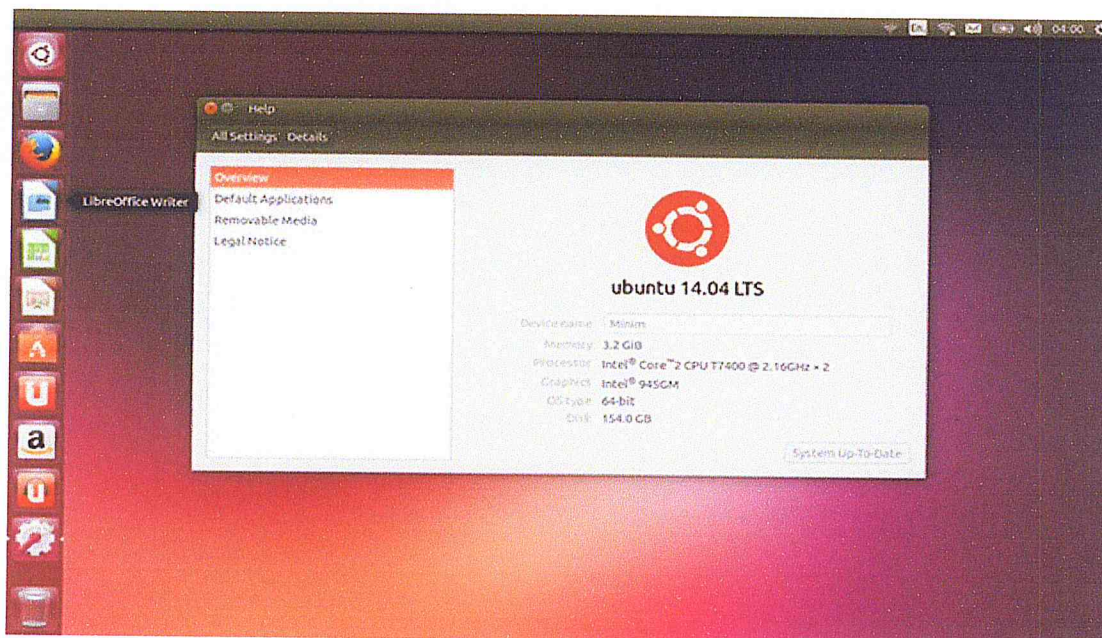 En
04:00
Help
All Settings Details
Overview
Default Applications
Removable Media
Legal Notice
LibreOffice Writer
ubuntu 14.04 LTS
Device name Minim
Memory 3.2 GiB
Processor Intel® Core™2 CPU T7400 @ 2.16GHz × 2
Graphics Intel® 945GM
OS type 64-bit
Disk 154.0 GB
System Up-To-Date
a